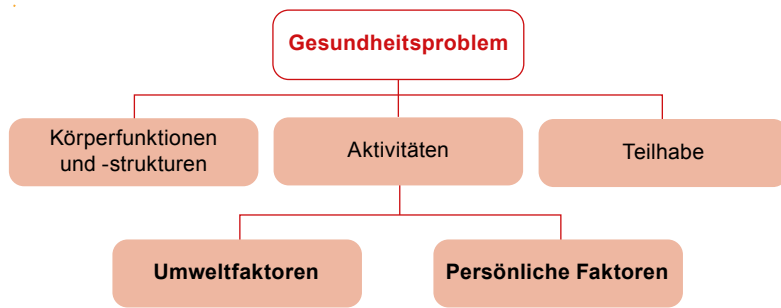 Gesundheitsproblem
Körperfunktionen
und -strukturen
Aktivitäten
Teilhabe
Umweltfaktoren
Persönliche Faktoren